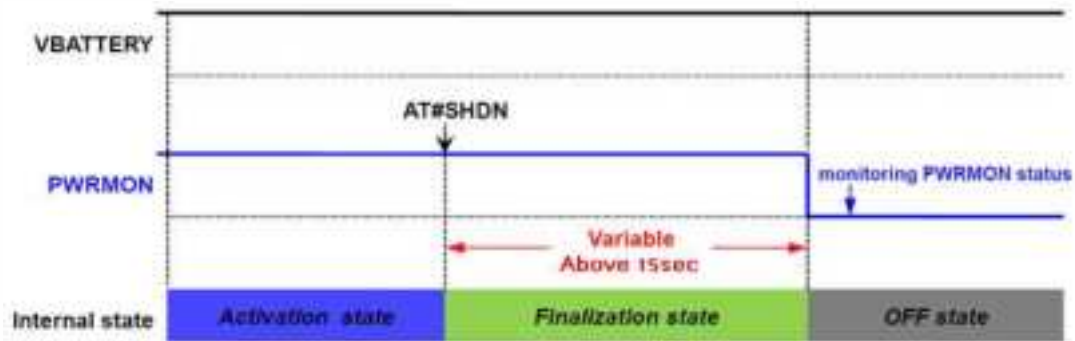 VBATTERY
AT#SHDN
PWRMON
monitoring PWRMON status
Variable
Above 15sec
Internal state
Activation state
Finalization state
OFF state